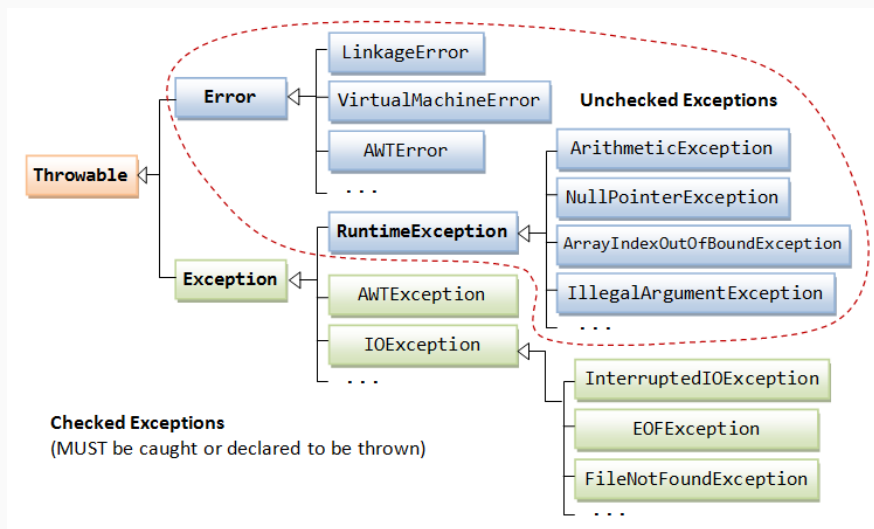 LinkageError
Error
VirtualMachineError
Unchecked Exceptions
AWTError
ArithmeticException
Throwable
. . .
NullPointerException
RuntimeException
ArrayIndexOutOfBoundException
Exception
AWTException
IllegalArgumentException
. . .
IOException
. . .
InterruptedIOException
Checked Exceptions
(MUST be caught or declared to be thrown)
EOFException
FileNotFoundException
. . .